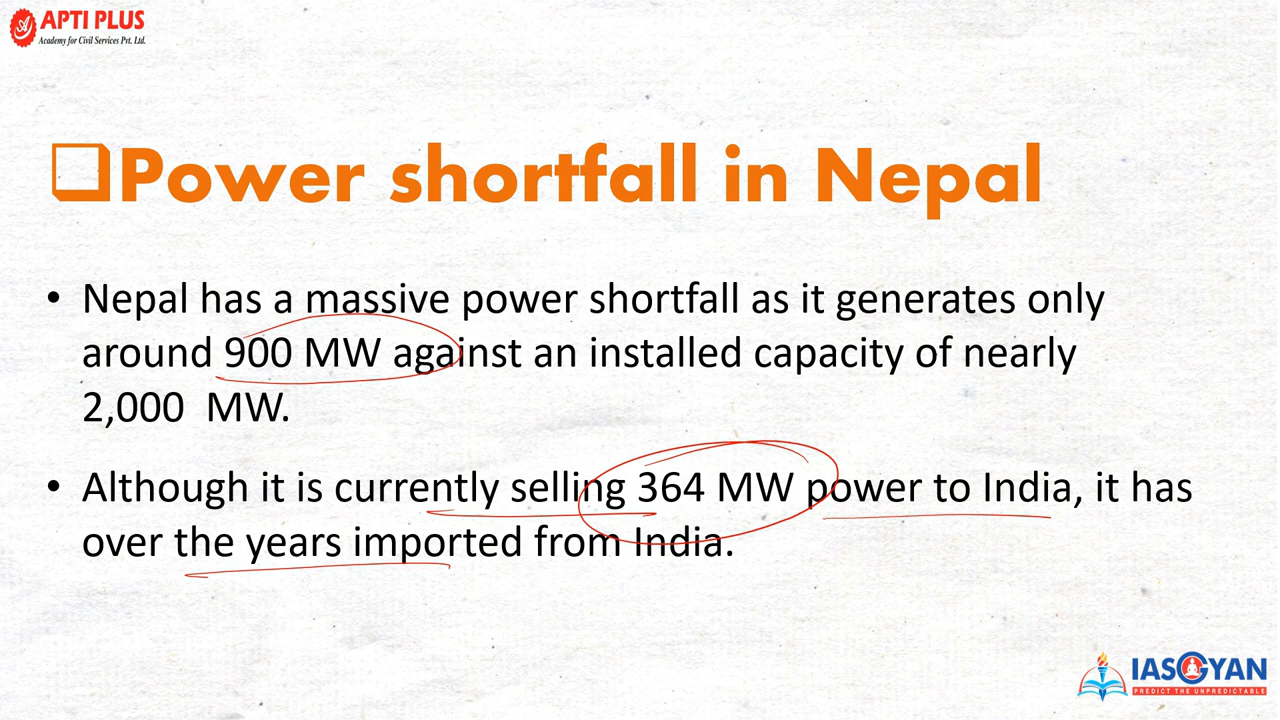 APTI PLUS
Academy for Civil Services Pvt. Ltd.
Power shortfall in Nepal
• Nepal has a massive power shortfall as it generates only
around 900 MW against an installed capacity of nearly
2,000 MW.
• Although it is currently selling 364 MW power to India, it has
over the years imported from India.
IASGYAN
PREDICT THE UNPREDICTABLE